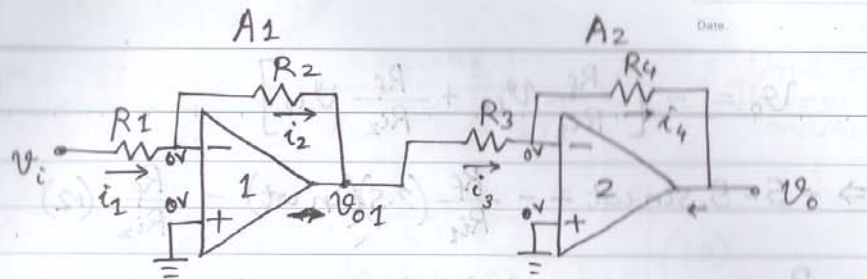 Date.
A1 A2
R2 R4
R1 R3
i2 i4
vi 0V − 0V −
i1 1 i3 2 vo
0V + vo1 0V +